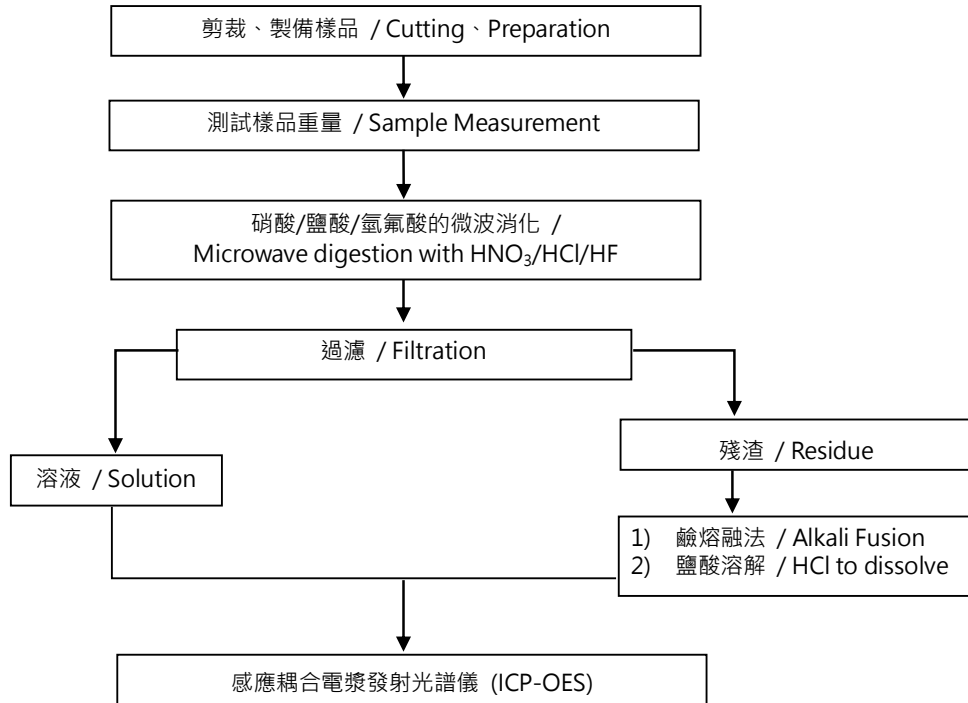 剪裁、製備樣品 / Cutting、Preparation
測試樣品重量 / Sample Measurement
硝酸/鹽酸/氫氟酸的微波消化 /
Microwave digestion with HNO₃/HCl/HF
過濾 / Filtration
溶液 / Solution
殘渣 / Residue
1) 鹼熔融法 / Alkali Fusion
2) 鹽酸溶解 / HCl to dissolve
感應耦合電漿發射光譜儀 (ICP-OES)